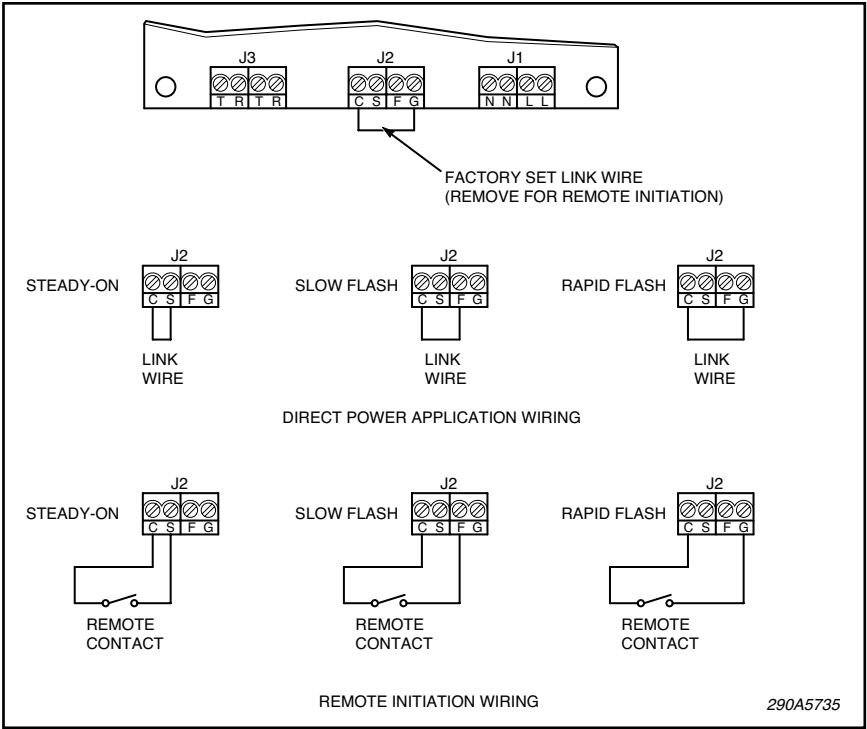 J3 J2 J1
T R T R C S F G N N L L
FACTORY SET LINK WIRE
(REMOVE FOR REMOTE INITIATION)
STEADY-ON
J2
C S F G
LINK
WIRE
SLOW FLASH
J2
C S F G
LINK
WIRE
RAPID FLASH
J2
C S F G
LINK
WIRE
DIRECT POWER APPLICATION WIRING
STEADY-ON
J2
C S F G
REMOTE
CONTACT
SLOW FLASH
J2
C S F G
REMOTE
CONTACT
RAPID FLASH
J2
C S F G
REMOTE
CONTACT
REMOTE INITIATION WIRING
290A5735